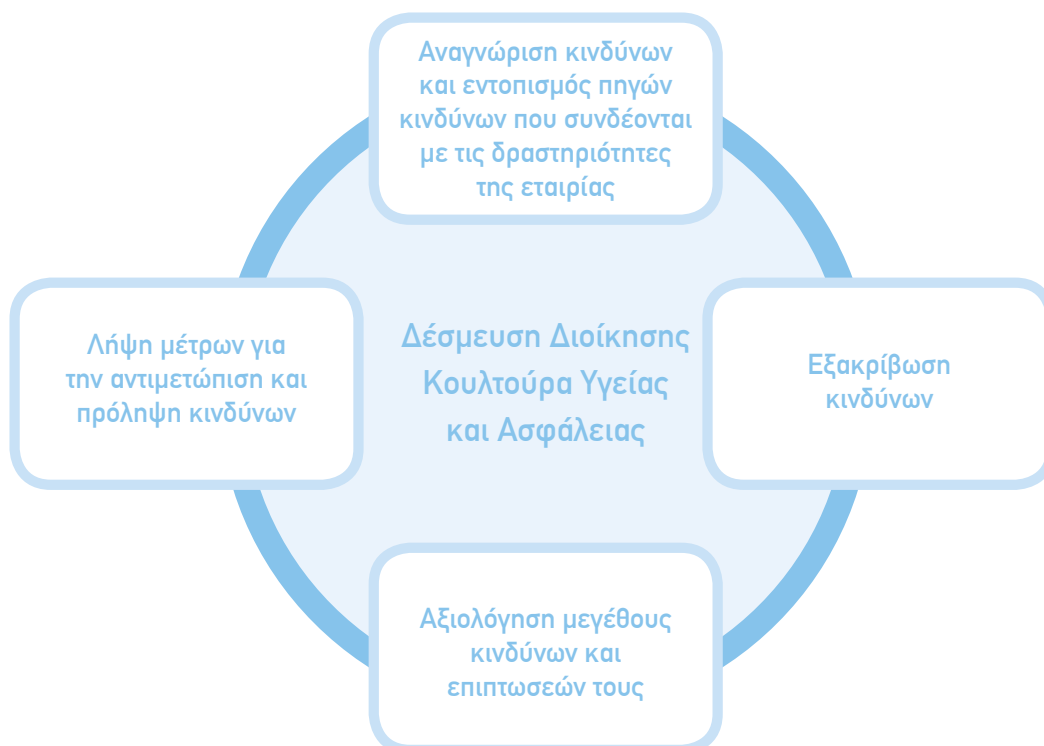 Αναγνώριση κινδύνων
και εντοπισμός πηγών
κινδύνων που συνδέονται
με τις δραστηριότητες
της εταιρίας
Λήψη μέτρων για
την αντιμετώπιση και
πρόληψη κινδύνων
Δέσμευση Διοίκησης
Κουλτούρα Υγείας
και Ασφάλειας
Εξακρίβωση
κινδύνων
Αξιολόγηση μεγέθους
κινδύνων και
επιπτωσεών τους